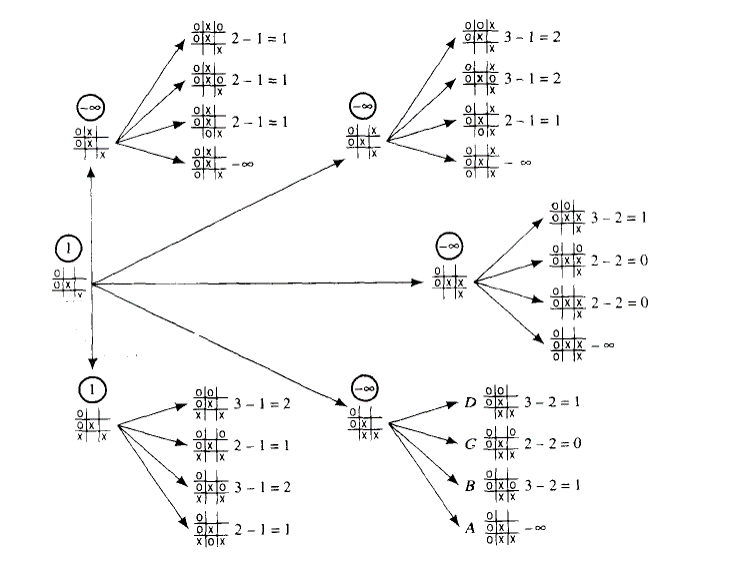 −∞
2 − 1 = 1
2 − 1 = 1
2 − 1 = 1
−∞
−∞
3 − 1 = 2
3 − 1 = 2
2 − 1 = 1
− ∞
1
−∞
3 − 2 = 1
2 − 2 = 0
2 − 2 = 0
− ∞
1
3 − 1 = 2
2 − 1 = 1
3 − 1 = 2
2 − 1 = 1
−∞
D 3 − 2 = 1
C 2 − 2 = 0
B 3 − 2 = 1
A −∞